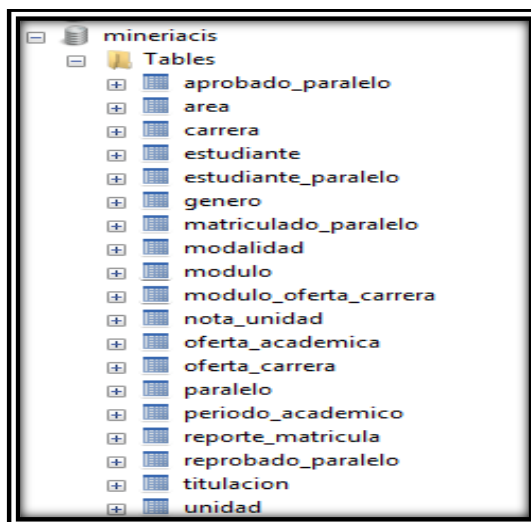 mineriacis
Tables
aprobado_paralelo
area
carrera
estudiante
estudiante_paralelo
genero
matriculado_paralelo
modalidad
modulo
modulo_oferta_carrera
nota_unidad
oferta_academica
oferta_carrera
paralelo
periodo_academico
reporte_matricula
reprobado_paralelo
titulacion
unidad